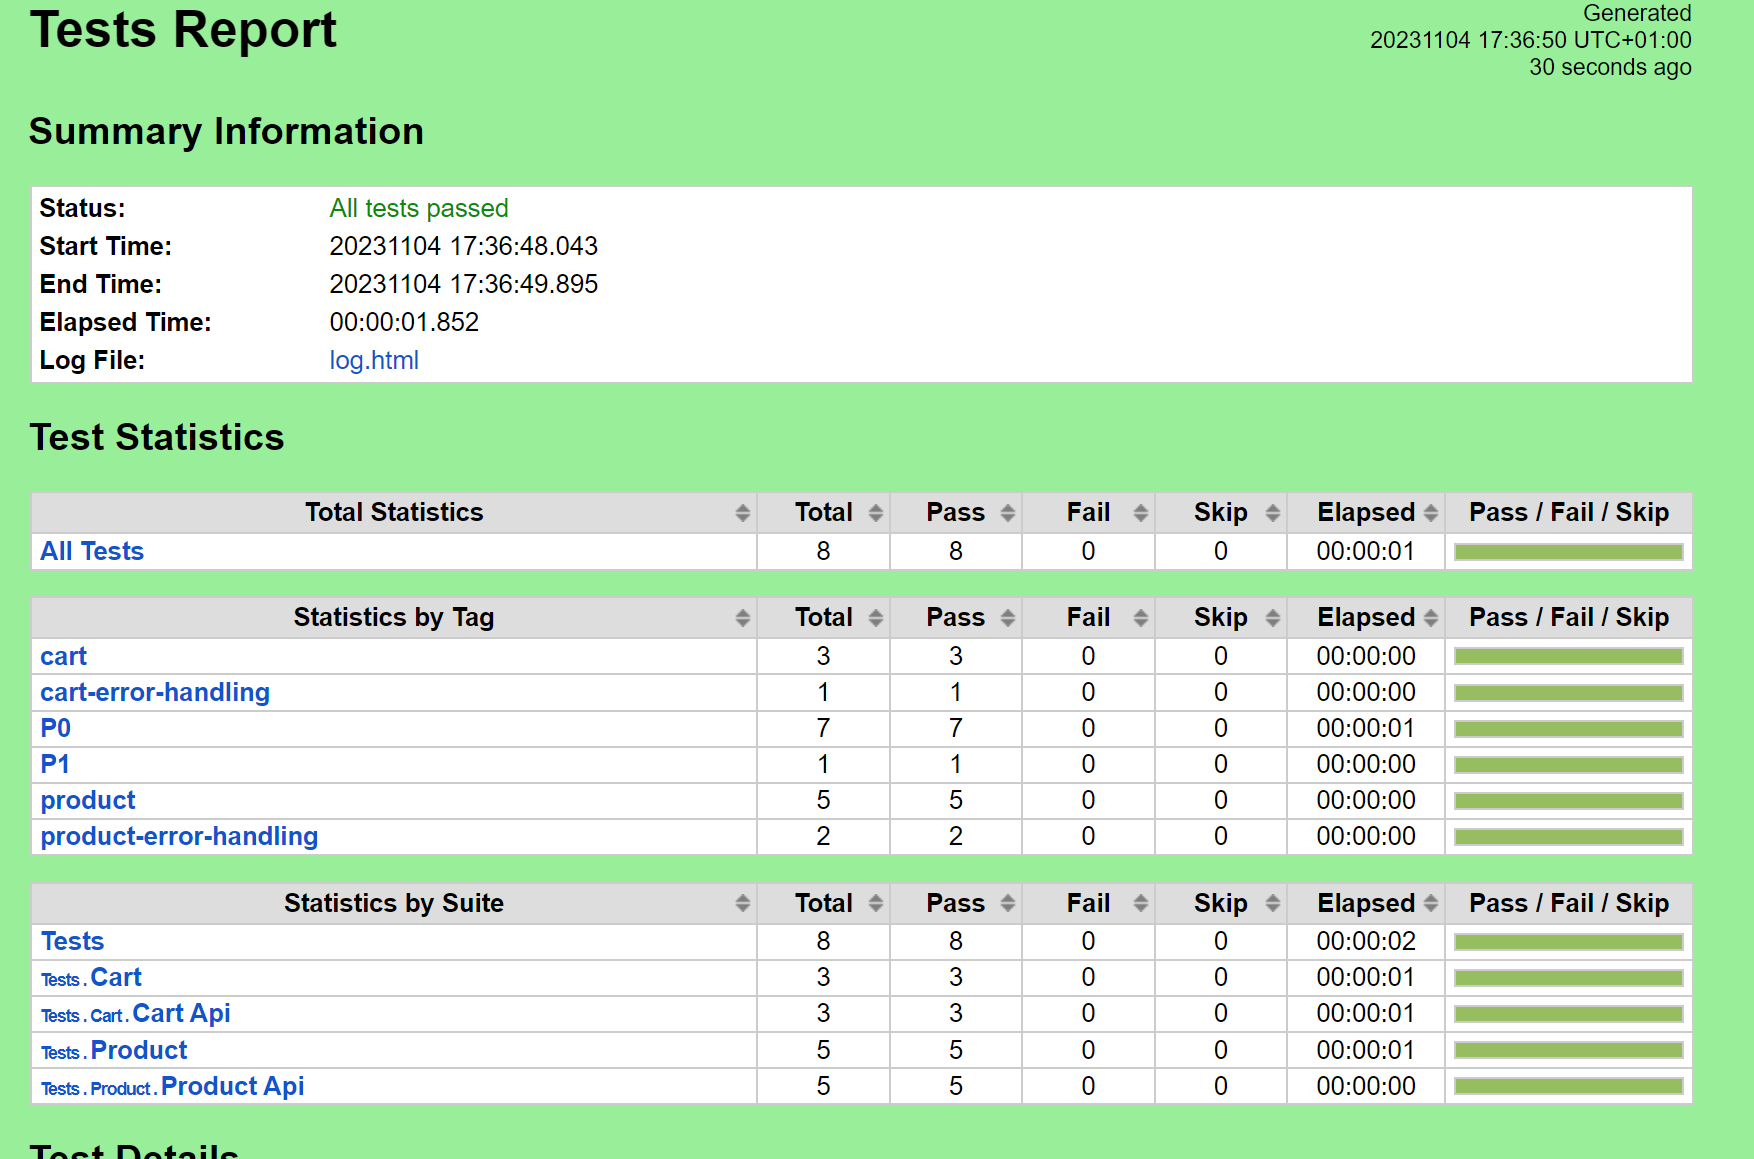 Tests Report
Generated
20231104 17:36:50 UTC+01:00
30 seconds ago
Summary Information
Status: All tests passed
Start Time: 20231104 17:36:48.043
End Time: 20231104 17:36:49.895
Elapsed Time: 00:00:01.852
Log File: log.html
Test Statistics
Total Statistics Total Pass Fail Skip Elapsed Pass / Fail / Skip
All Tests 8 8 0 0 00:00:01
Statistics by Tag Total Pass Fail Skip Elapsed Pass / Fail / Skip
cart 3 3 0 0 00:00:00
cart-error-handling 1 1 0 0 00:00:00
P0 7 7 0 0 00:00:01
P1 1 1 0 0 00:00:00
product 5 5 0 0 00:00:00
product-error-handling 2 2 0 0 00:00:00
Statistics by Suite Total Pass Fail Skip Elapsed Pass / Fail / Skip
Tests 8 8 0 0 00:00:02
Tests . Cart 3 3 0 0 00:00:01
Tests . Cart . Cart Api 3 3 0 0 00:00:01
Tests . Product 5 5 0 0 00:00:01
Tests . Product . Product Api 5 5 0 0 00:00:00
Test Details